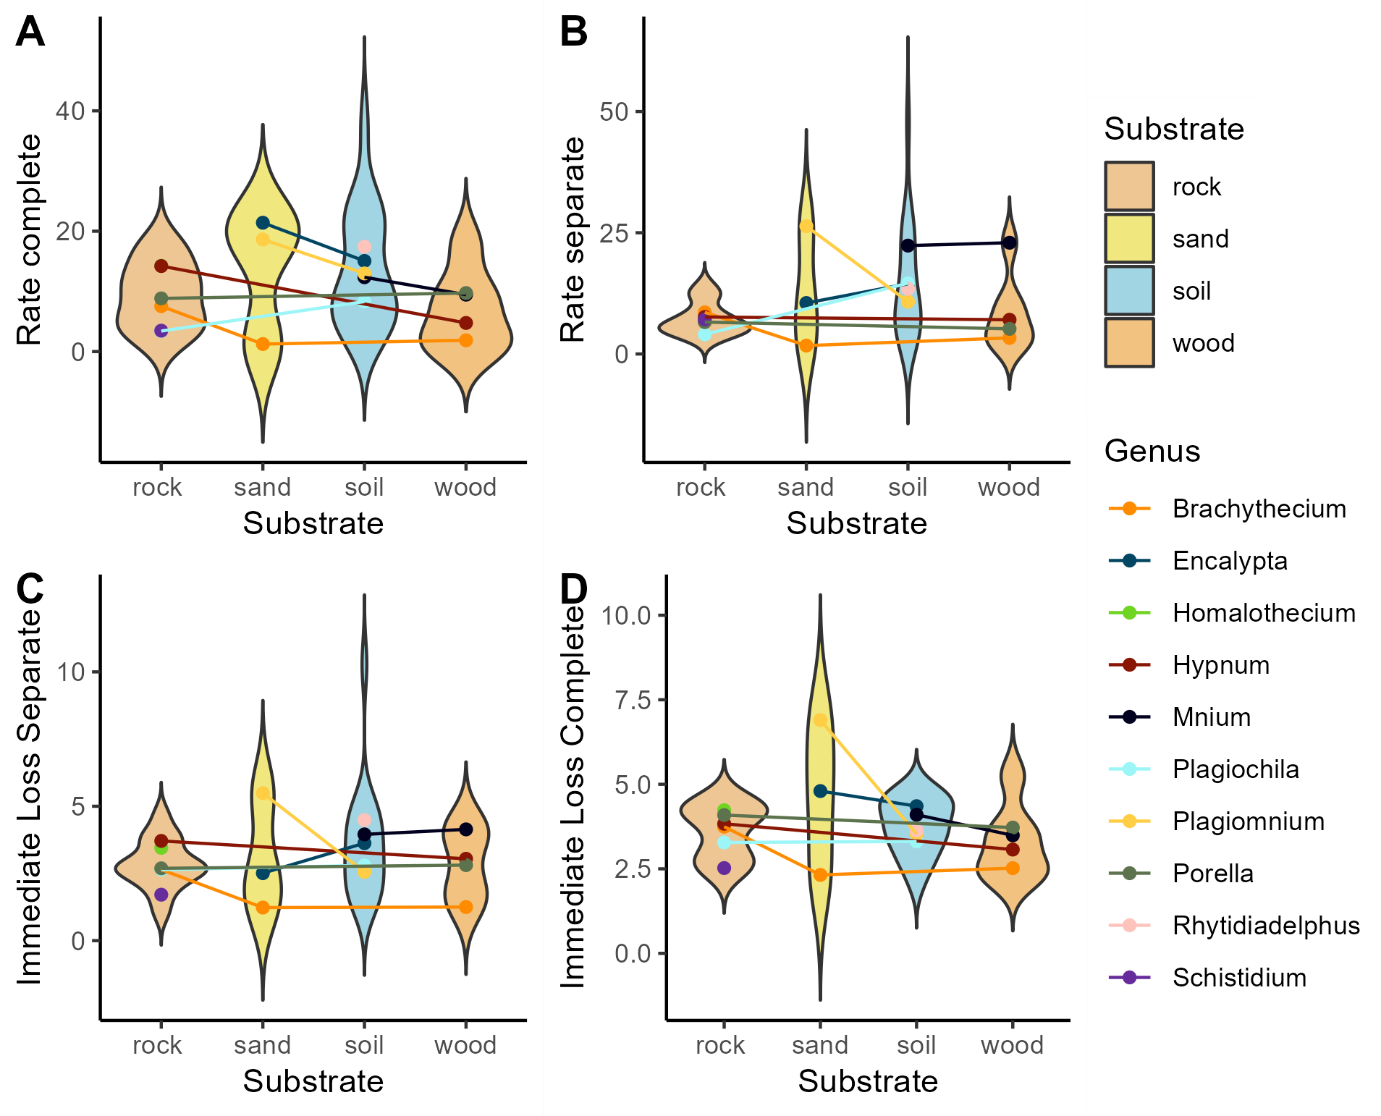 A
Rate complete
40
20
0
rock sand soil wood
Substrate
B
Rate separate
50
25
0
rock sand soil wood
Substrate
C
Immediate Loss Separate
10
5
0
rock sand soil wood
Substrate
D
Immediate Loss Complete
10.0
7.5
5.0
2.5
0.0
rock sand soil wood
Substrate
Substrate
rock
sand
soil
wood
Genus
Brachythecium
Encalypta
Homalothecium
Hypnum
Mnium
Plagiochila
Plagiomnium
Porella
Rhytidiadelphus
Schistidium